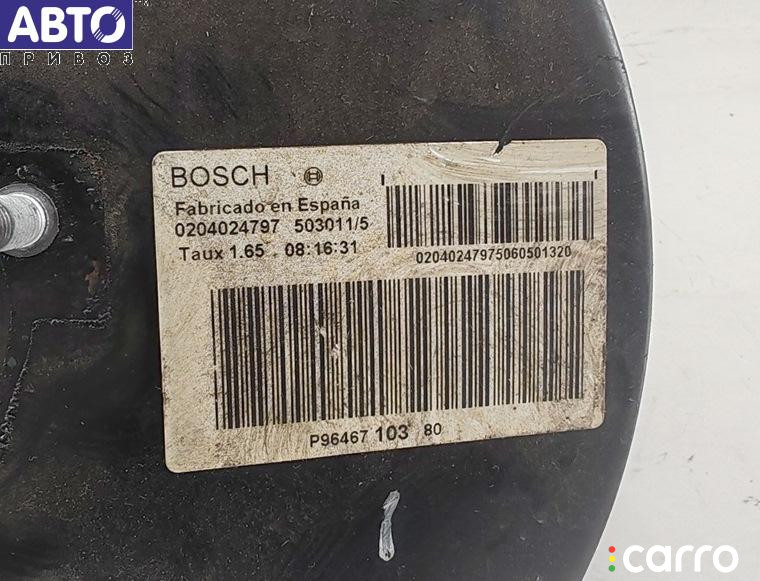 АВТО
ПРИВОЗ
BOSCH
Fabricado en España
0204024797 503011/5
Taux 1.65 08:16:31
02040247975060501320
P96467 103 80
carro